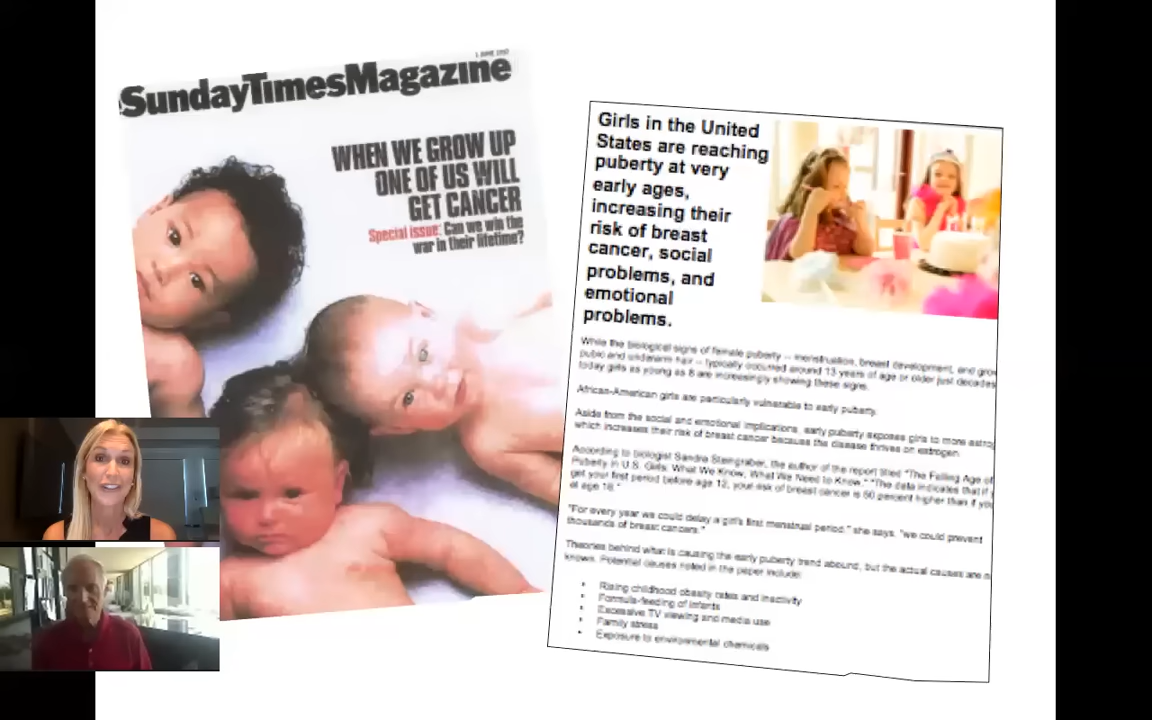 1 JUNE 1997
SundayTimesMagazine
WHEN WE GROW UP
ONE OF US WILL
GET CANCER
Special issue: Can we win the
war in their lifetime?
Girls in the United
States are reaching
puberty at very
early ages,
increasing their
risk of breast
cancer, social
problems, and
emotional
problems.
While the biological signs of female puberty -- menstruation, breast development, and grow
pubic and underarm hair -- typically occurred around 13 years of age or older just decades
today girls as young as 8 are increasingly showing these signs.
African-American girls are particularly vulnerable to early puberty.
Aside from the social and emotional implications, early puberty exposes girls to more estrog
which increases their risk of breast cancer because the disease thrives on estrogen.
According to biologist Sandra Steingraber, the author of the report titled "The Falling Age of
Puberty in U.S. Girls: What We Know, What We Need to Know," "The data indicates that if
get your first period before age 12, your risk of breast cancer is 50 percent higher than if you
at age 16."
"For every year we could delay a girl's first menstrual period," she says, "we could prevent
thousands of breast cancers."
Theories behind what is causing the early puberty trend abound, but the actual causes are n
known. Potential causes noted in the paper include:
• Rising childhood obesity rates and inactivity
• Formula-feeding of infants
• Excessive TV viewing and media use
• Family stress
• Exposure to environmental chemicals